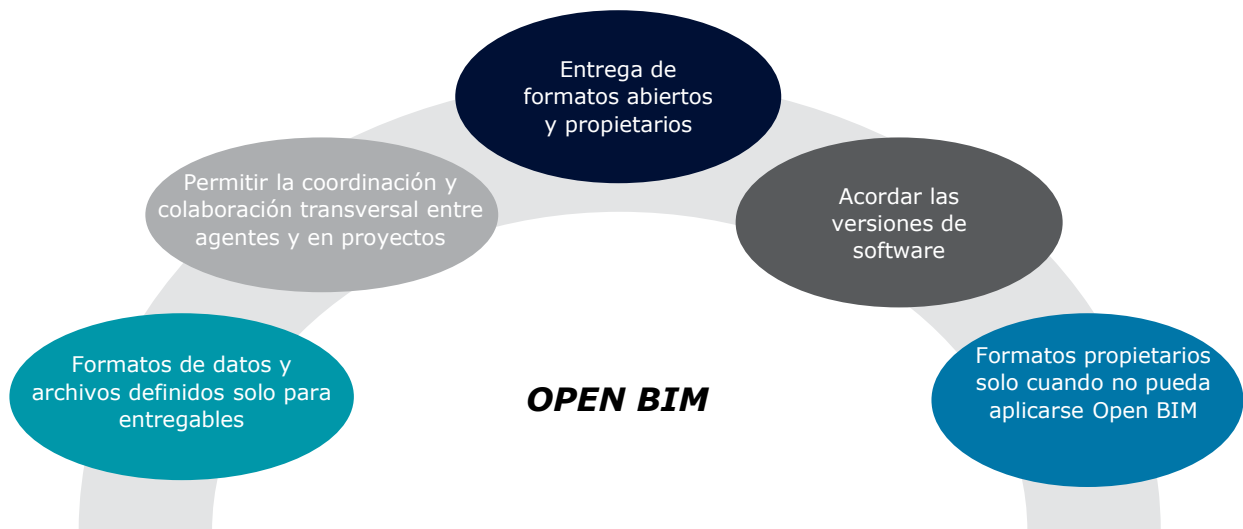 Entrega de
formatos abiertos
y propietarios
Permitir la coordinación y
colaboración transversal entre
agentes y en proyectos
Acordar las
versiones de
software
Formatos de datos y
archivos definidos solo para
entregables
Formatos propietarios
solo cuando no pueda
aplicarse Open BIM
OPEN BIM